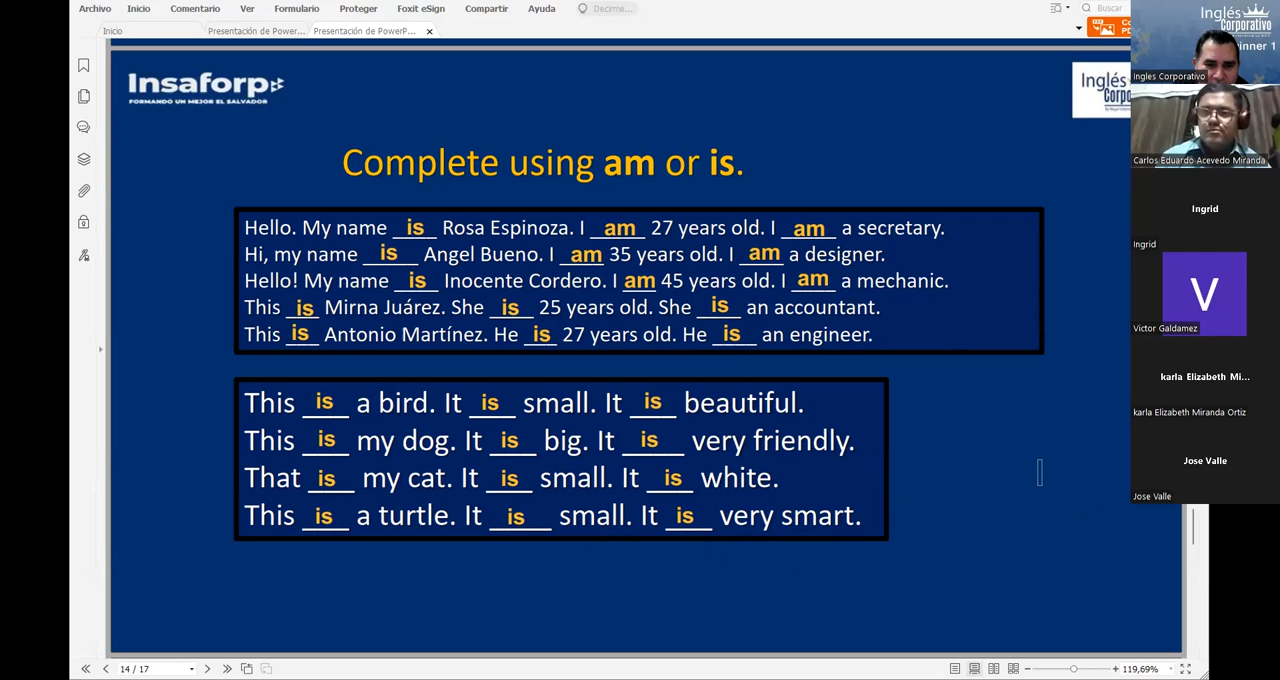 Archivo Inicio Comentario Ver Formulario Proteger Foxit eSign Compartir Ayuda Decirme... Buscar
Inicio Presentación de Power... Presentación de PowerP...
Insaforp
FORMANDO UN MEJOR EL SALVADOR
Inglés
Complete using am or is.
Hello. My name is Rosa Espinoza. I am 27 years old. I am a secretary.
Hi, my name is Angel Bueno. I am 35 years old. I am a designer.
Hello! My name is Inocente Cordero. I am 45 years old. I am a mechanic.
This is Mirna Juárez. She is 25 years old. She is an accountant.
This is Antonio Martínez. He is 27 years old. He is an engineer.
This is a bird. It is small. It is beautiful.
This is my dog. It is big. It is very friendly.
That is my cat. It is small. It is white.
This is a turtle. It is small. It is very smart.
14 / 17
119,69%
Inglés
Corporativo
inner 1
Ingles Corporativo
Carlos Eduardo Acevedo Miranda
Ingrid
Ingrid
V
Victor Galdamez
karla Elizabeth Mi...
karla Elizabeth Miranda Ortiz
Jose Valle
Jose Valle